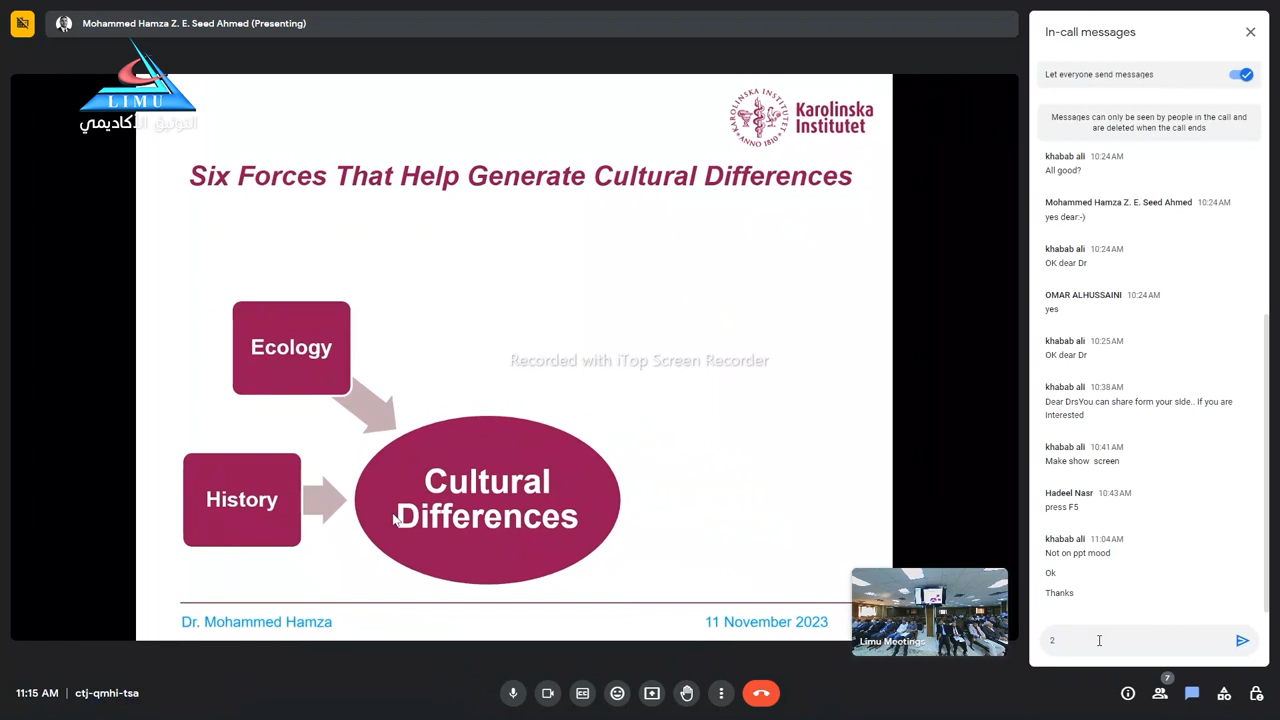 Mohammed Hamza Z. E. Seed Ahmed (Presenting)
LIMU
التوثيق الأكاديمي
Karolinska
Institutet
KAROLINSKA INSTITUTET
ANNO 1810
Six Forces That Help Generate Cultural Differences
Ecology
Recorded with iTop Screen Recorder
History
Cultural
Differences
Dr. Mohammed Hamza
11 November 2023
Limu Meetings
11:15 AM
ctj-qmhi-tsa
In-call messages
Let everyone send messages
Messages can only be seen by people in the call and
are deleted when the call ends
khabab ali 10:24 AM
All good?
Mohammed Hamza Z. E. Seed Ahmed 10:24 AM
yes dear:-)
khabab ali 10:24 AM
OK dear Dr
OMAR ALHUSSAINI 10:24 AM
yes
khabab ali 10:25 AM
OK dear Dr
khabab ali 10:38 AM
Dear DrsYou can share form your side.. If you are
interested
khabab ali 10:41 AM
Make show screen
Hadeel Nasr 10:43 AM
press F5
khabab ali 11:04 AM
Not on ppt mood
Ok
Thanks
2
7